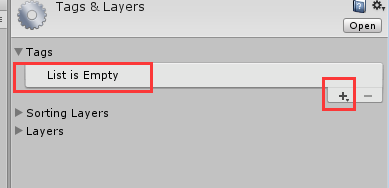 Tags & Layers
Open
Tags
List is Empty
Sorting Layers
Layers